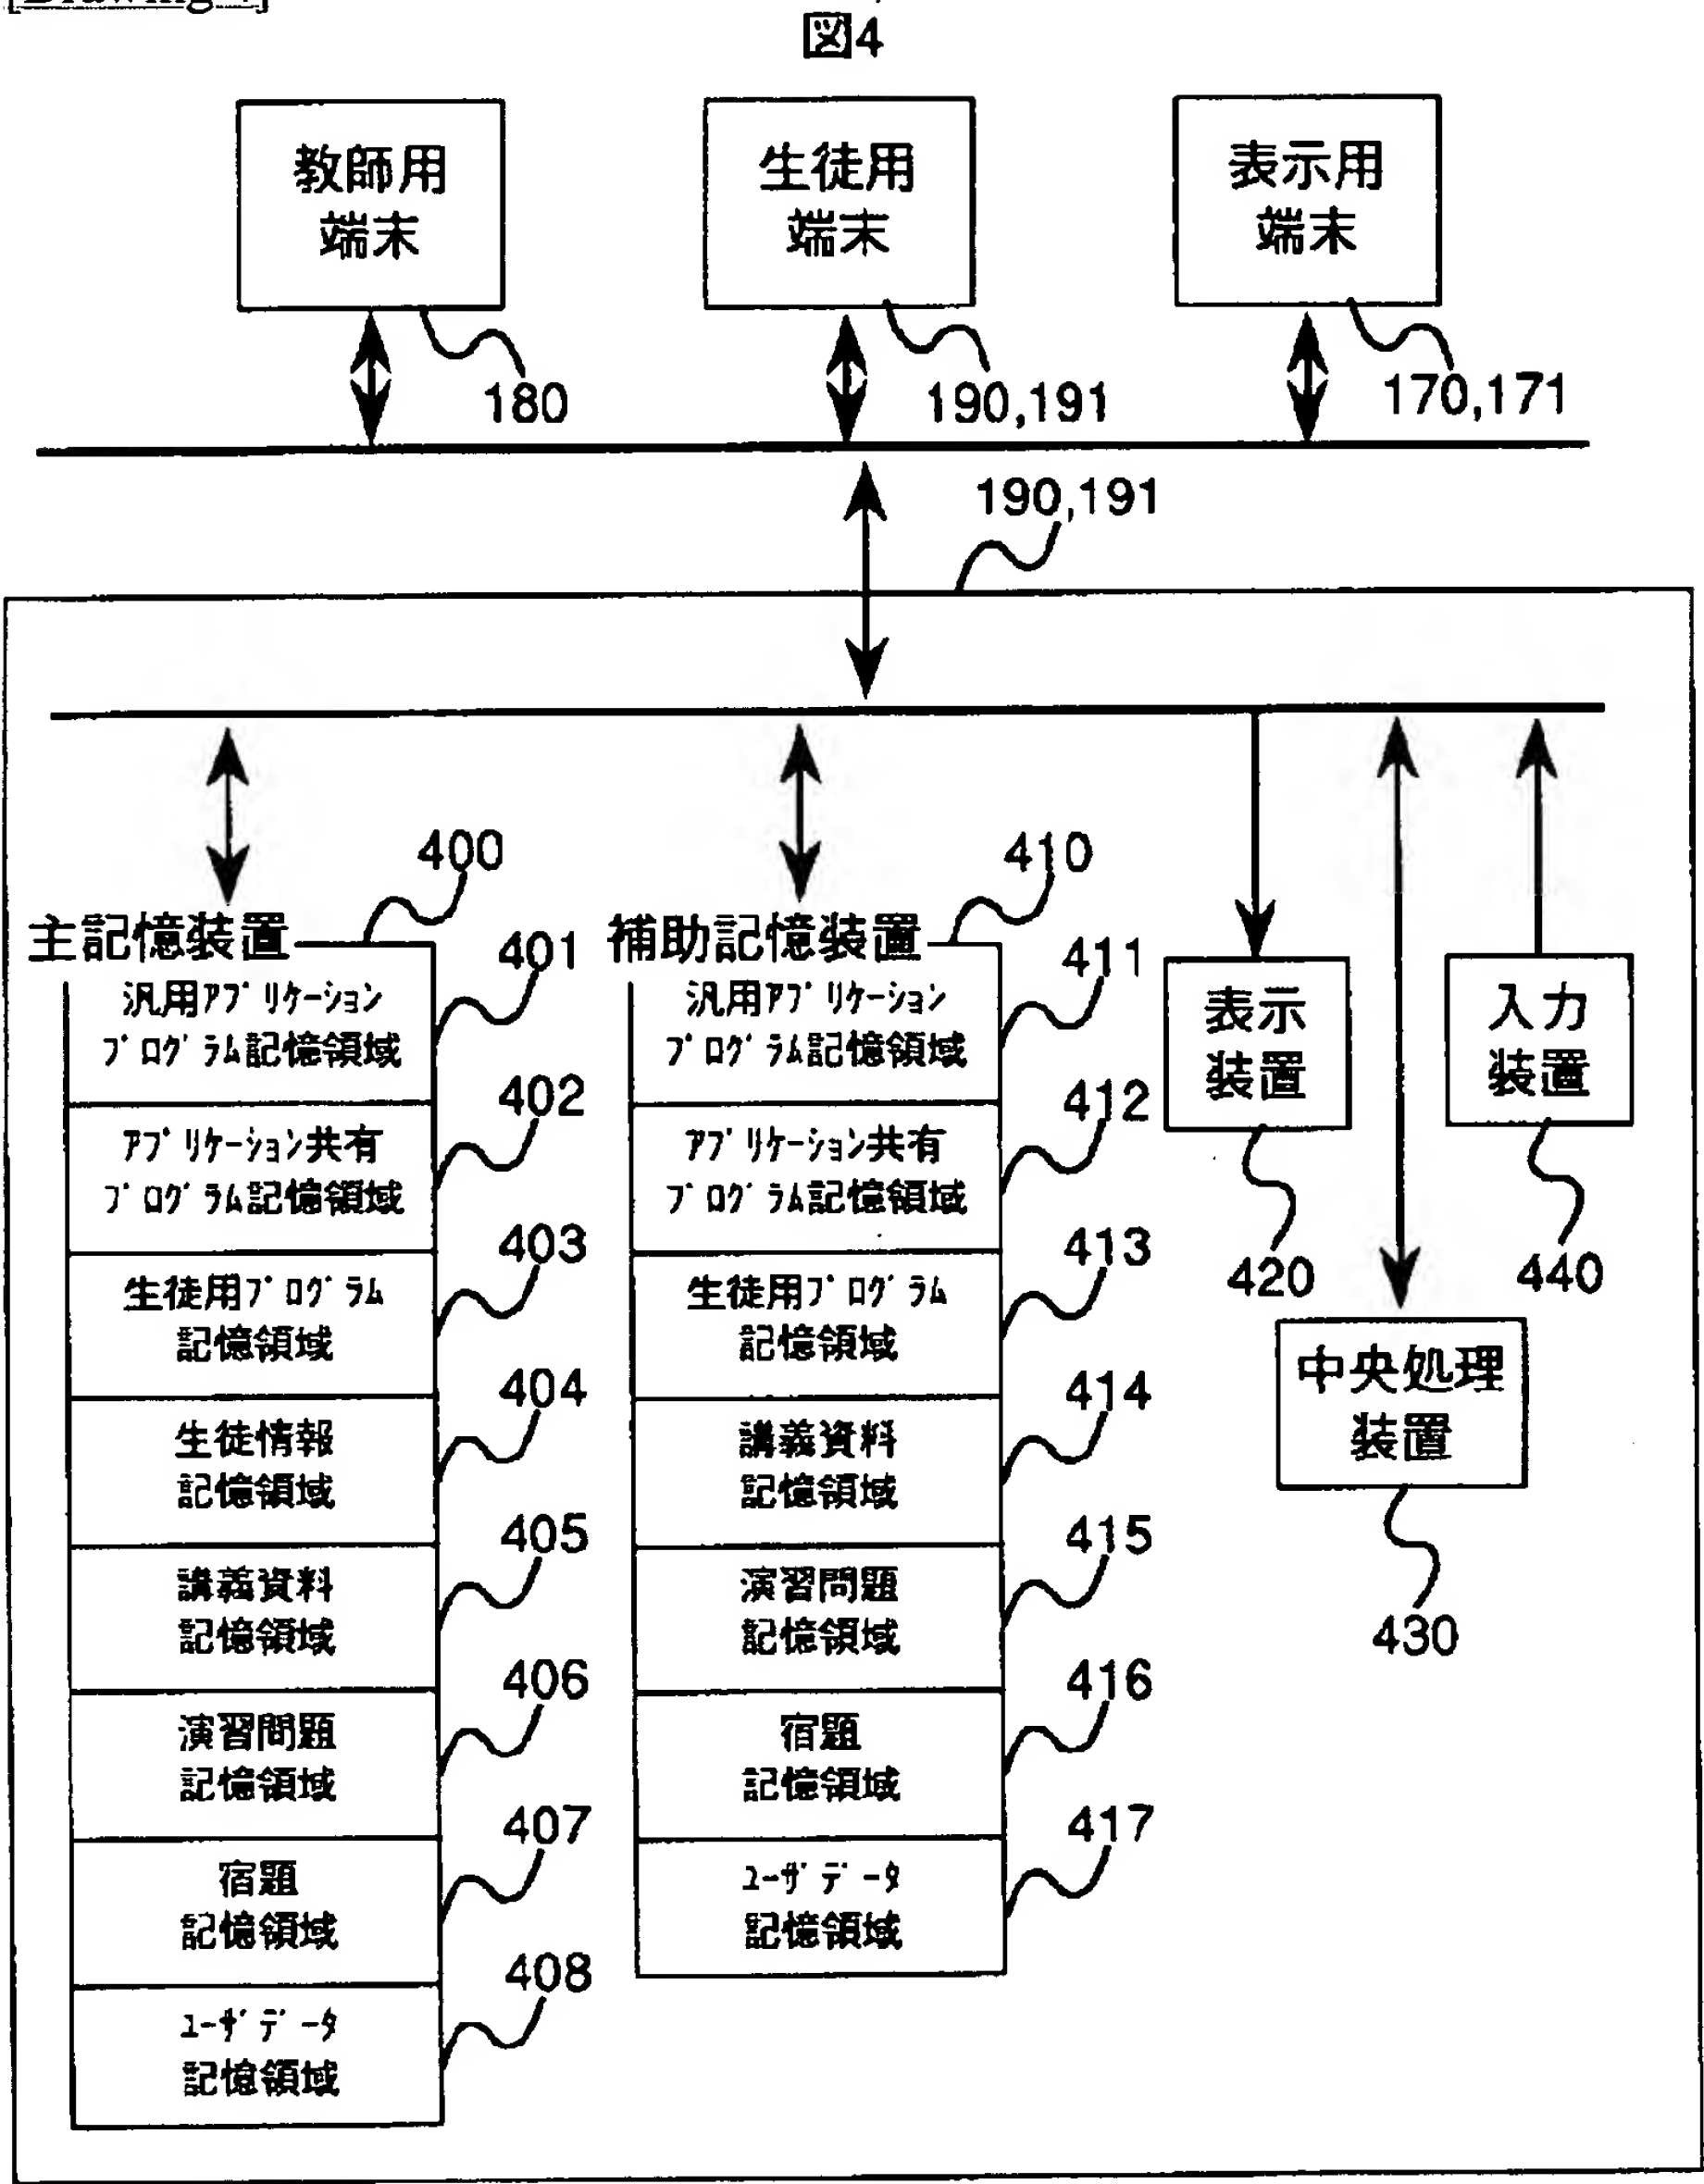 図4
教師用
端末
生徒用
端末
表示用
端末
180
190,191
170,171
190,191
400
主記憶装置
汎用ｱﾌﾟﾘｹｰｼｮﾝ
ﾌﾟﾛｸﾞﾗﾑ記憶領域
401
ｱﾌﾟﾘｹｰｼｮﾝ共有
ﾌﾟﾛｸﾞﾗﾑ記憶領域
402
生徒用ﾌﾟﾛｸﾞﾗﾑ
記憶領域
403
生徒情報
記憶領域
404
講義資料
記憶領域
405
演習問題
記憶領域
406
宿題
記憶領域
407
ﾕｰｻﾞﾃﾞｰﾀ
記憶領域
408
410
補助記憶装置
汎用ｱﾌﾟﾘｹｰｼｮﾝ
ﾌﾟﾛｸﾞﾗﾑ記憶領域
411
ｱﾌﾟﾘｹｰｼｮﾝ共有
ﾌﾟﾛｸﾞﾗﾑ記憶領域
412
生徒用ﾌﾟﾛｸﾞﾗﾑ
記憶領域
413
講義資料
記憶領域
414
演習問題
記憶領域
415
宿題
記憶領域
416
ﾕｰｻﾞﾃﾞｰﾀ
記憶領域
417
表示
装置
420
入力
装置
440
中央処理
装置
430